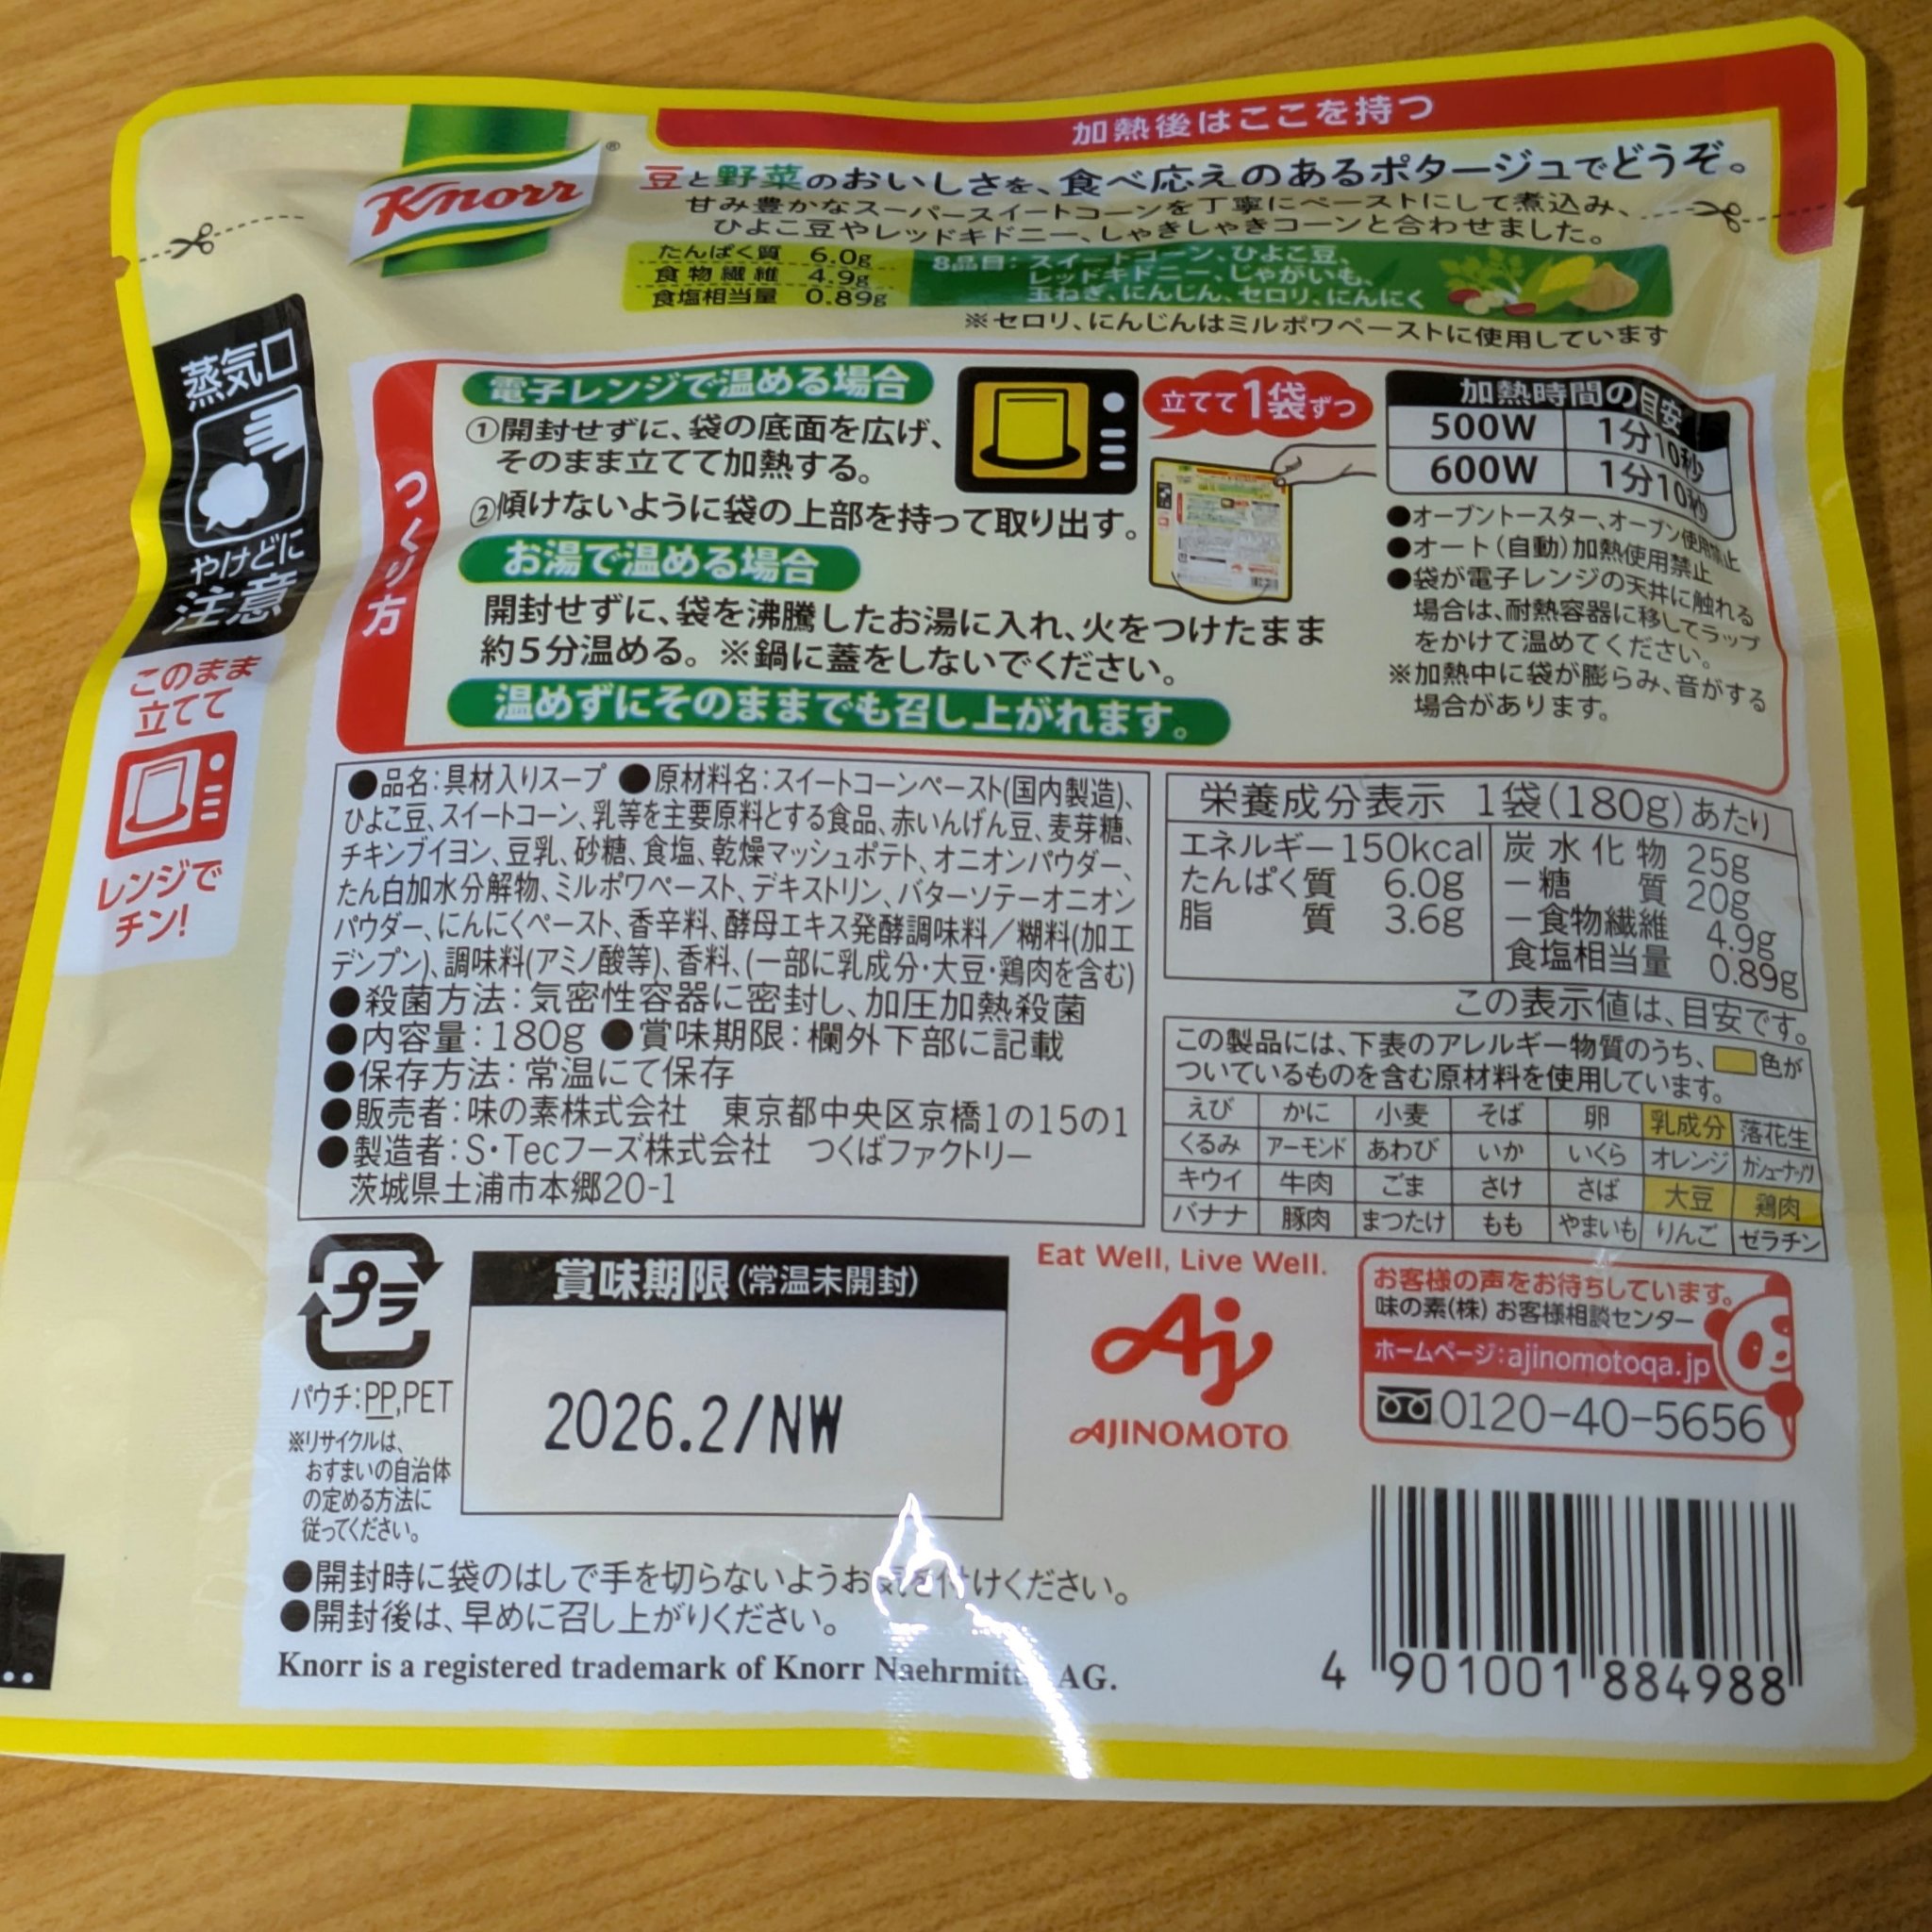 加熱後はここを持つ
Knorr®
豆と野菜のおいしさを、食べ応えのあるポタージュでどうぞ。
甘み豊かなスーパースイートコーンを丁寧にペーストにして煮込み、
ひよこ豆やレッドキドニー、しゃきしゃきコーンと合わせました。
たんぱく質 6.0g
食物繊維 4.9g
食塩相当量 0.89g
8品目：スイートコーン、ひよこ豆、
レッドキドニー、じゃがいも、
玉ねぎ、にんじん、セロリ、にんにく
※セロリ、にんじんはミルポワペーストに使用しています
蒸気口
やけどに
注意
このまま
立てて
レンジで
チン!
つくり方
電子レンジで温める場合
①開封せずに、袋の底面を広げ、
そのまま立てて加熱する。
②傾けないように袋の上部を持って取り出す。
立てて1袋ずつ
お湯で温める場合
開封せずに、袋を沸騰したお湯に入れ、火をつけたまま
約5分温める。※鍋に蓋をしないでください。
温めずにそのままでも召し上がれます。
加熱時間の目安
500W 1分10秒
600W 1分10秒
●オーブントースター、オーブン使用禁止
●オート(自動)加熱使用禁止
●袋が電子レンジの天井に触れる
場合は、耐熱容器に移してラップ
をかけて温めてください。
※加熱中に袋が膨らみ、音がする
場合があります。
●品名：具材入りスープ ●原材料名：スイートコーンペースト(国内製造)、
ひよこ豆、スイートコーン、乳等を主要原料とする食品、赤いんげん豆、麦芽糖、
チキンブイヨン、豆乳、砂糖、食塩、乾燥マッシュポテト、オニオンパウダー、
たん白加水分解物、ミルポワペースト、デキストリン、バターソテーオニオン
パウダー、にんにくペースト、香辛料、酵母エキス発酵調味料／糊料(加工
デンプン)、調味料(アミノ酸等)、香料、(一部に乳成分・大豆・鶏肉を含む)
●殺菌方法：気密性容器に密封し、加圧加熱殺菌
●内容量：180g ●賞味期限：欄外下部に記載
●保存方法：常温にて保存
●販売者：味の素株式会社 東京都中央区京橋1の15の1
●製造者：S・Tecフーズ株式会社 つくばファクトリー
茨城県土浦市本郷20-1
栄養成分表示 1袋(180g)あたり
エネルギー 150kcal
たんぱく質 6.0g
脂質 3.6g
炭水化物 25g
－糖質 20g
－食物繊維 4.9g
食塩相当量 0.89g
この表示値は、目安です。
この製品には、下表のアレルギー物質のうち、色が
ついているものを含む原材料を使用しています。
えび かに 小麦 そば 卵 乳成分 落花生
くるみ アーモンド あわび いか いくら オレンジ カシューナッツ
キウイ 牛肉 ごま さけ さば 大豆 鶏肉
バナナ 豚肉 まつたけ もも やまいも りんご ゼラチン
プラ
パウチ：PP,PET
※リサイクルは、
おすまいの自治体
の定める方法に
従ってください。
賞味期限(常温未開封)
2026.2/NW
Eat Well, Live Well.
Aj
AJINOMOTO
お客様の声をお待ちしています。
味の素(株) お客様相談センター
ホームページ：ajinomotoqa.jp
0120-40-5656
●開封時に袋のはしで手を切らないようお気を付けください。
●開封後は、早めに召し上がりください。
Knorr is a registered trademark of Knorr AG.
4 901001 884988